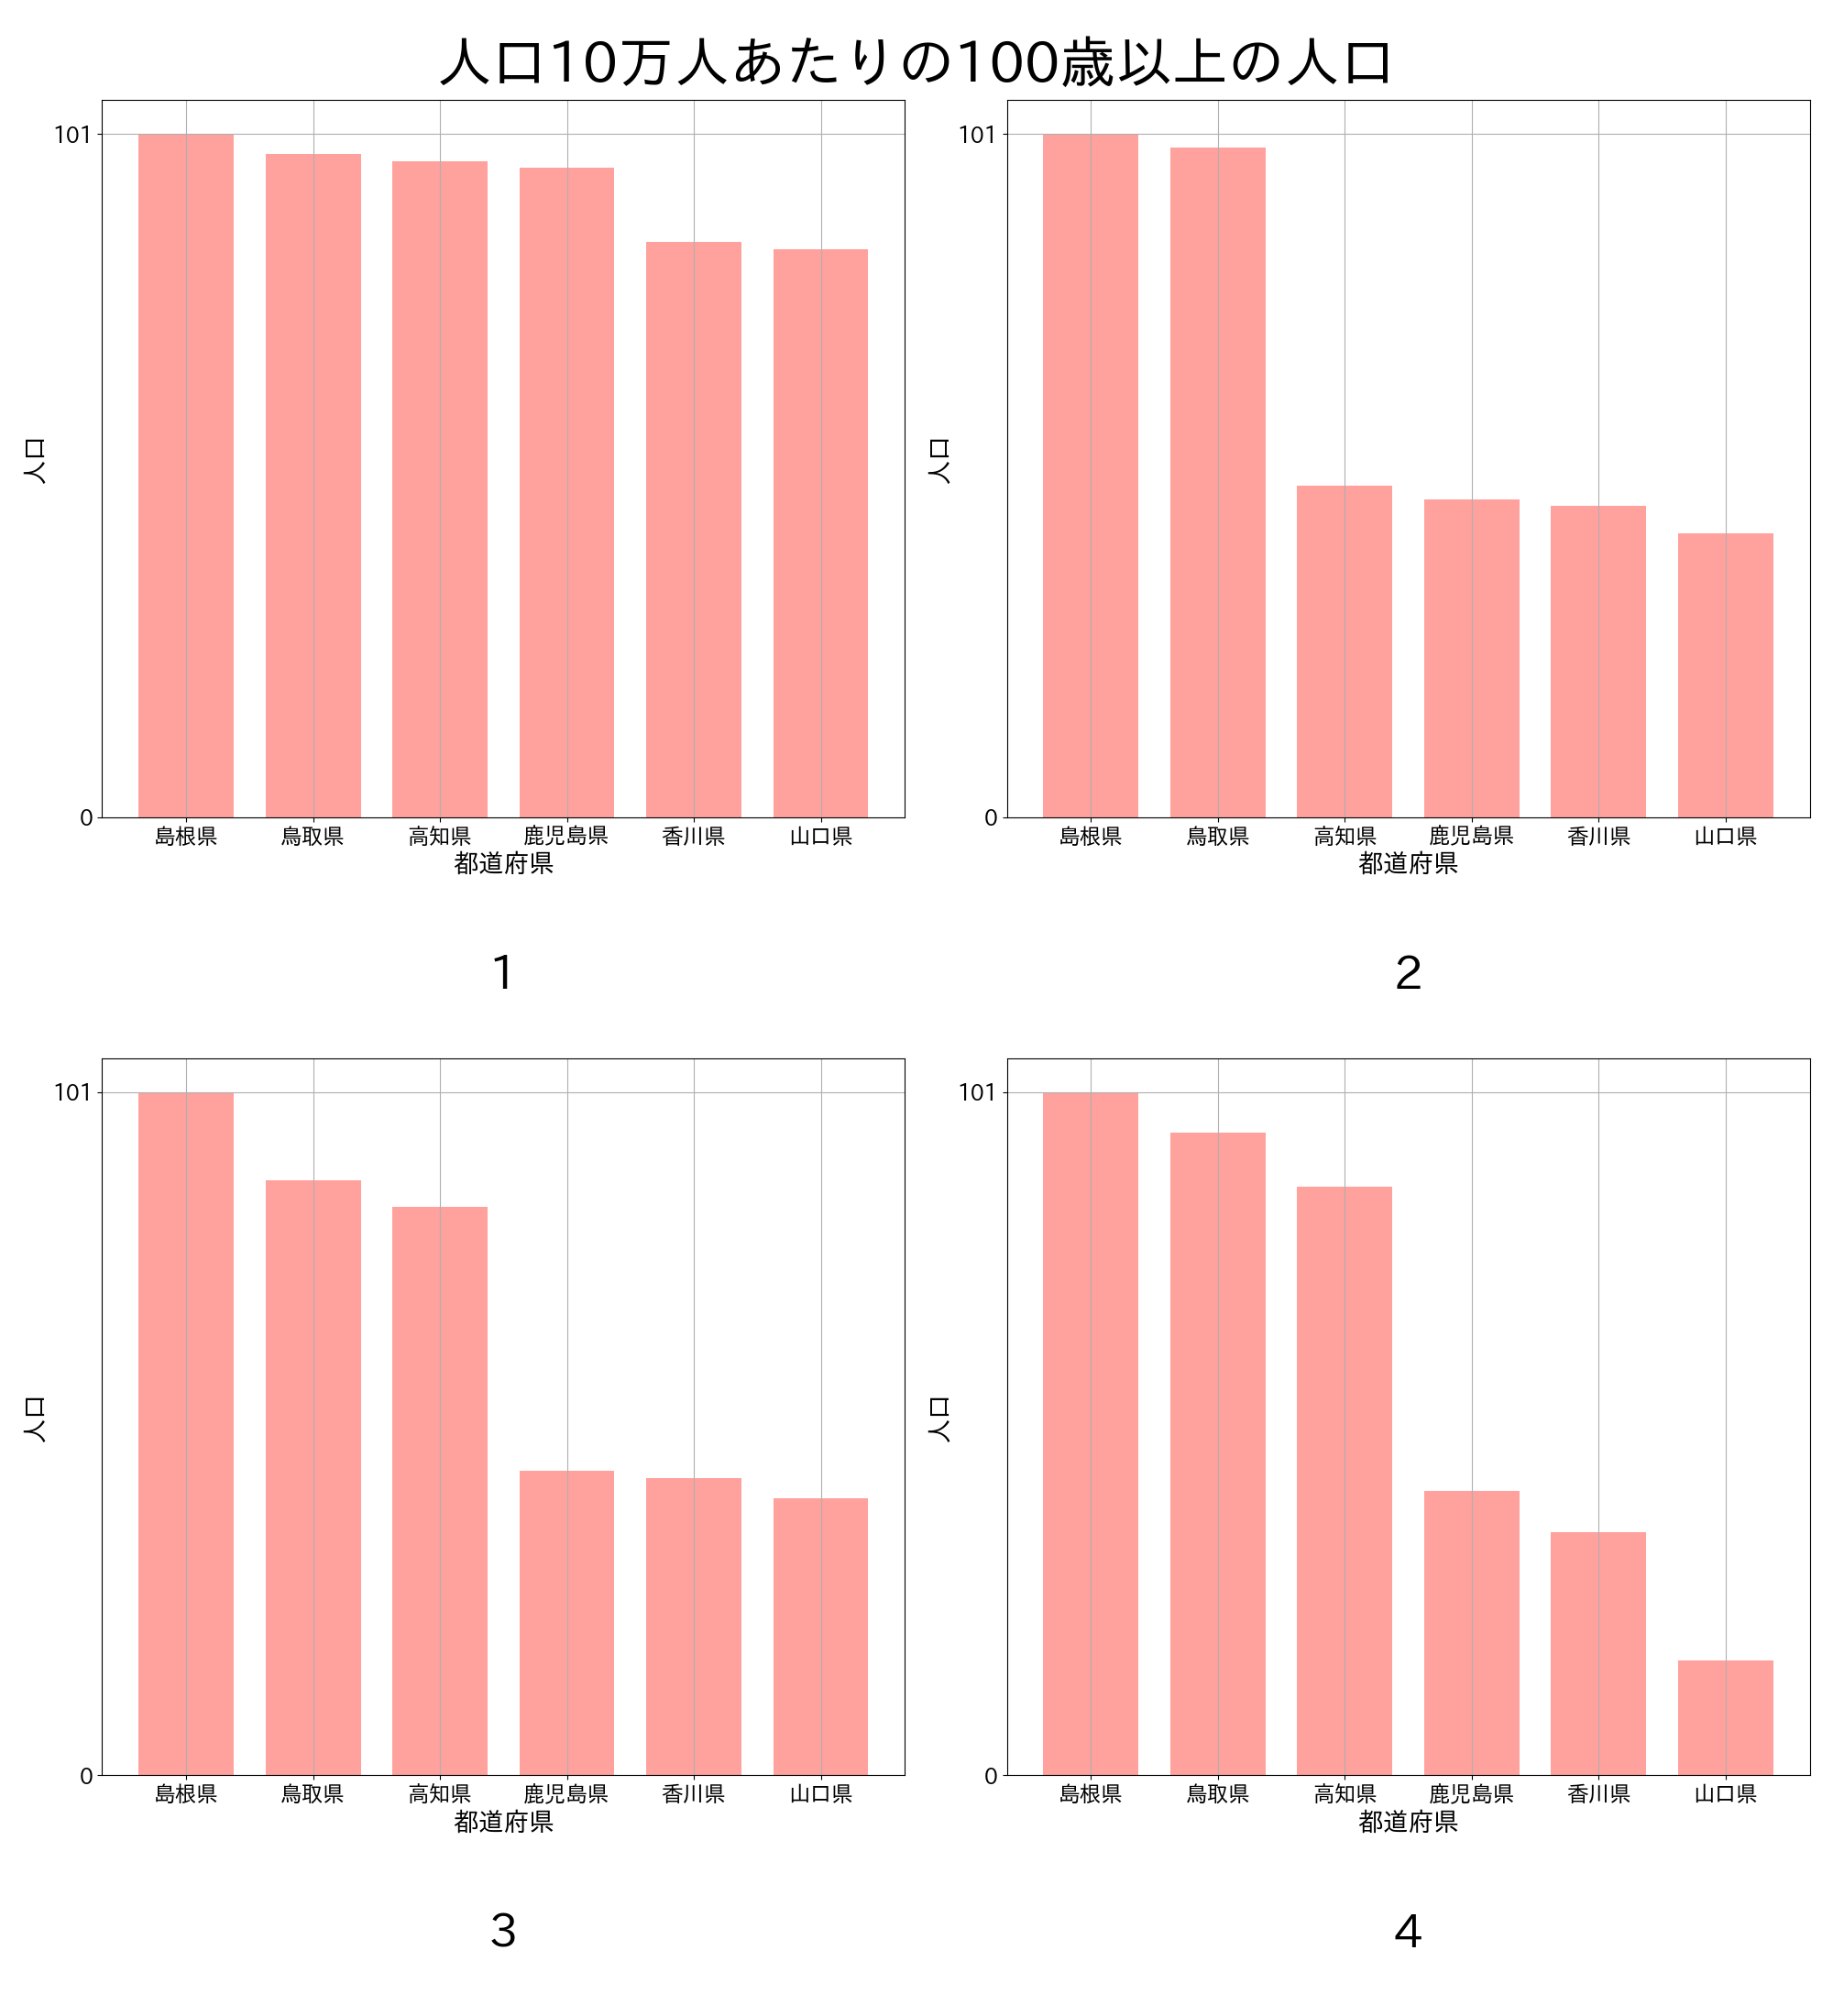 人口10万人あたりの100歳以上の人口
101
0
人口
島根県 鳥取県 高知県 鹿児島県 香川県 山口県
都道府県
1
101
0
人口
島根県 鳥取県 高知県 鹿児島県 香川県 山口県
都道府県
2
101
0
人口
島根県 鳥取県 高知県 鹿児島県 香川県 山口県
都道府県
3
101
0
人口
島根県 鳥取県 高知県 鹿児島県 香川県 山口県
都道府県
4